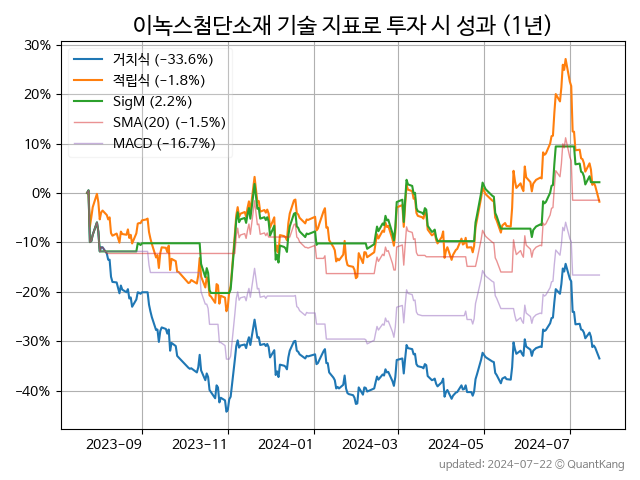 이녹스첨단소재 기술 지표로 투자 시 성과 (1년)
30%
20%
10%
0%
−10%
−20%
−30%
−40%
거치식 (−33.6%)
적립식 (−1.8%)
SigM (2.2%)
SMA(20) (−1.5%)
MACD (−16.7%)
2023-09
2023-11
2024-01
2024-03
2024-05
2024-07
updated: 2024-07-22 © QuantKang